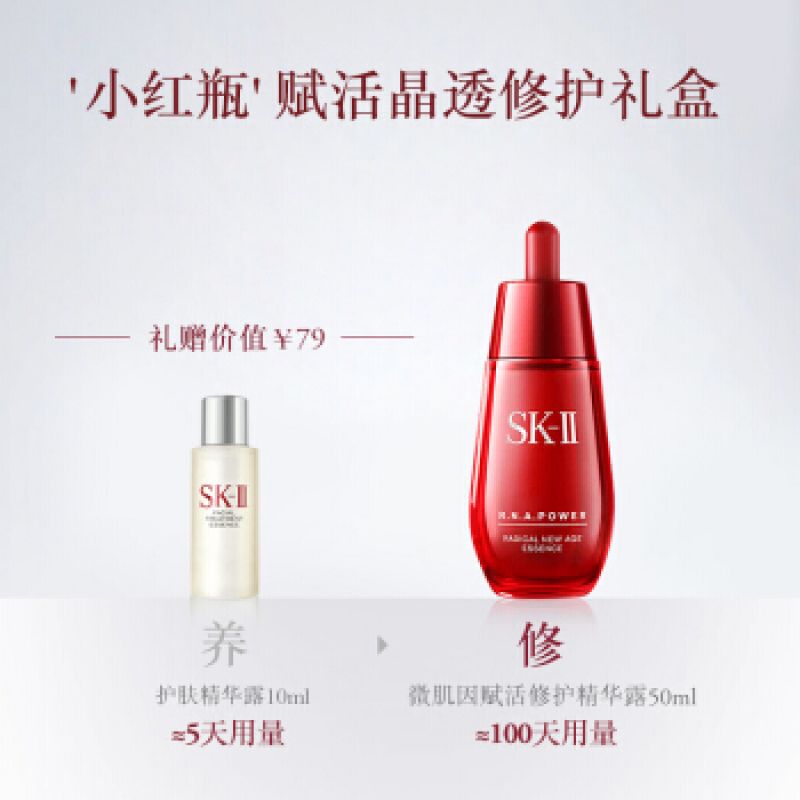 '小红瓶' 赋活晶透修护礼盒
礼赠价值¥79
SK-II
FACIAL
TREATMENT
ESSENCE
SK-II
R.N.A.POWER
RADICAL NEW AGE
ESSENCE
养
护肤精华露10ml
≈5天用量
修
微肌因赋活修护精华露50ml
≈100天用量